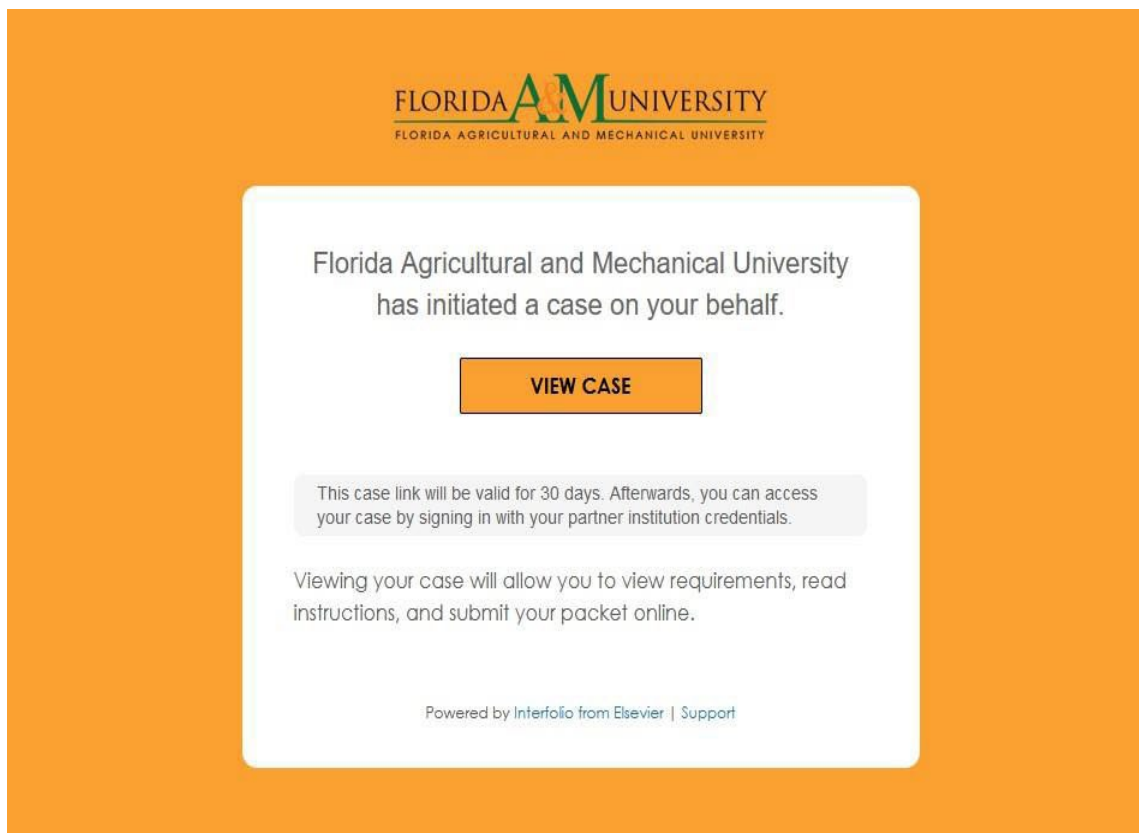 FLORIDA A&M UNIVERSITY
FLORIDA AGRICULTURAL AND MECHANICAL UNIVERSITY
Florida Agricultural and Mechanical University
has initiated a case on your behalf.
VIEW CASE
This case link will be valid for 30 days. Afterwards, you can access
your case by signing in with your partner institution credentials.
Viewing your case will allow you to view requirements, read
instructions, and submit your packet online.
Powered by Interfolio from Elsevier | Support